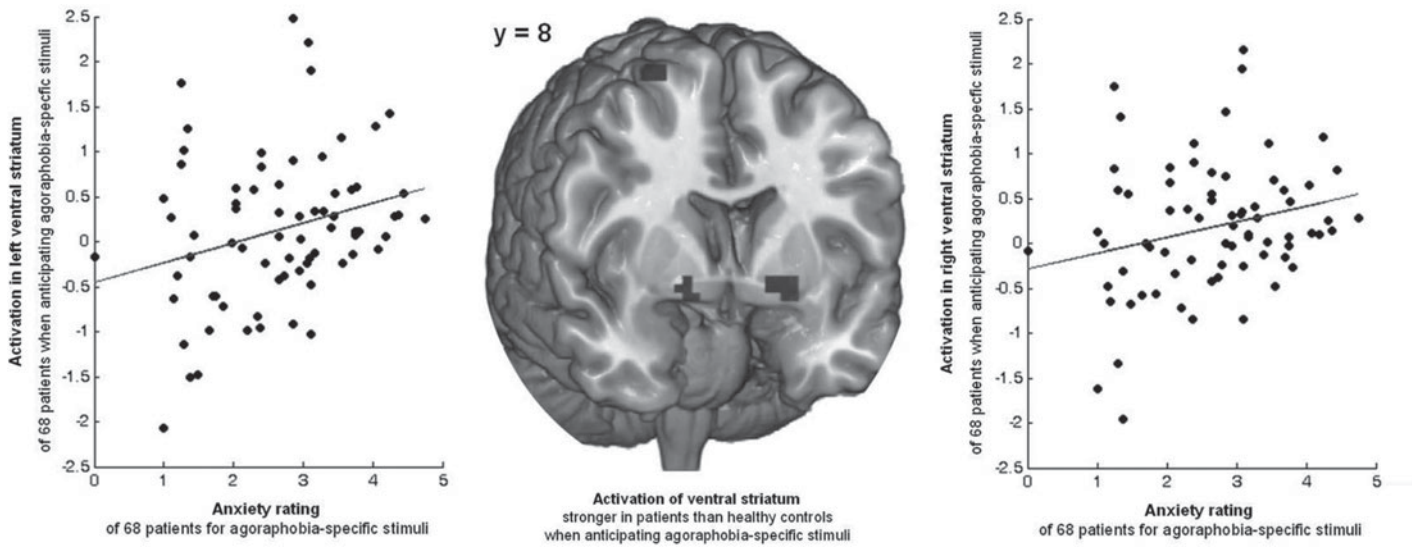 Activation in left ventral striatum
of 68 patients when anticipating agoraphobia-specfic stimuli
2.5
2
1.5
1
0.5
0
-0.5
-1
-1.5
-2
-2.5
0
1
2
3
4
5
Anxiety rating
of 68 patients for agoraphobia-specific stimuli
y = 8
Activation of ventral striatum
stronger in patients than healthy controls
when anticipating agoraphobia-specific stimuli
Activation in right ventral striatum
of 68 patients when anticipating agoraphobia-specific stimuli
2.5
2
1.5
1
0.5
0
-0.5
-1
-1.5
-2
-2.5
0
1
2
3
4
5
Anxiety rating
of 68 patients for agoraphobia-specific stimuli